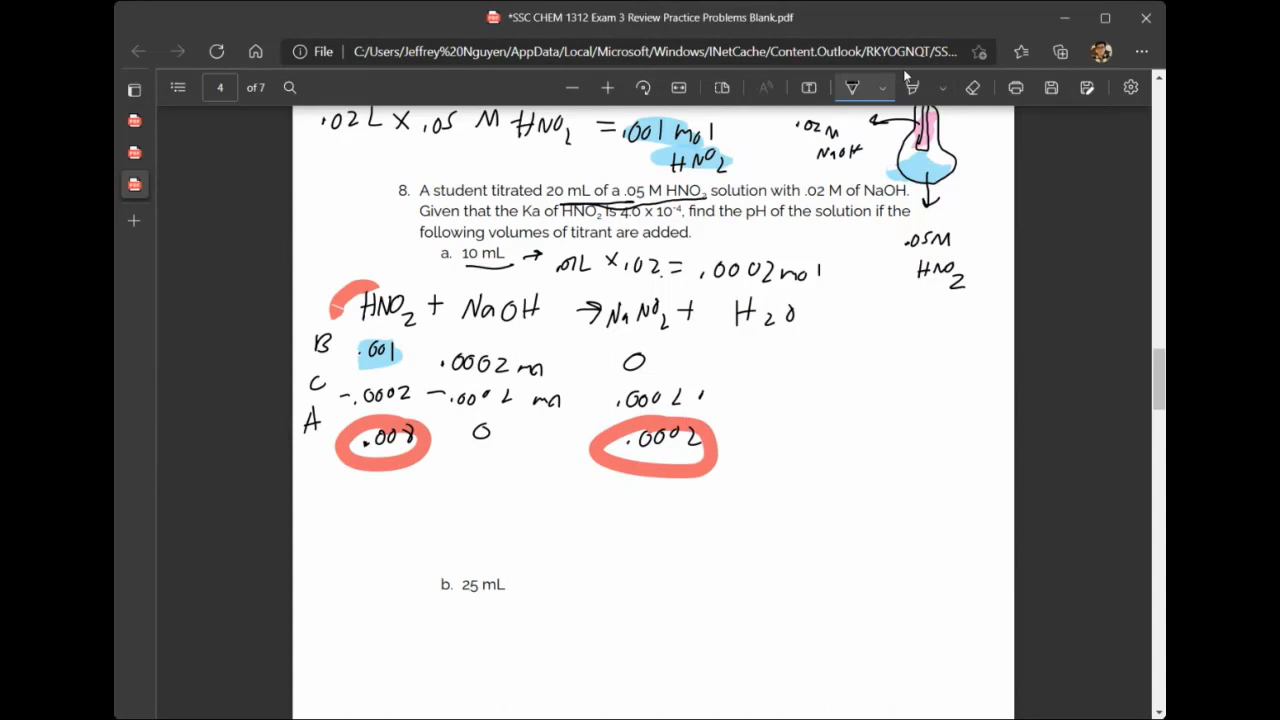 *SSC CHEM 1312 Exam 3 Review Practice Problems Blank.pdf
File C:/Users/Jeffrey%20Nguyen/AppData/Local/Microsoft/Windows/INetCache/Content.Outlook/RKYOGNQT/SS...
4 of 7
.02L X .05 M HNO2 = .001 mol
HNO2
.02M
NaOH
8. A student titrated 20 mL of a .05 M HNO2 solution with .02 M of NaOH.
Given that the Ka of HNO2 is 4.0 x 10-4, find the pH of the solution if the
following volumes of titrant are added.
.05M
HNO2
a. 10 mL → .01L X .02 = .0002 mol
HNO2 + NaOH → NaNO2 + H2O
B .001 .0002 0
C -.0002 -.0002 .0002
A .008 0 .0002
b. 25 mL